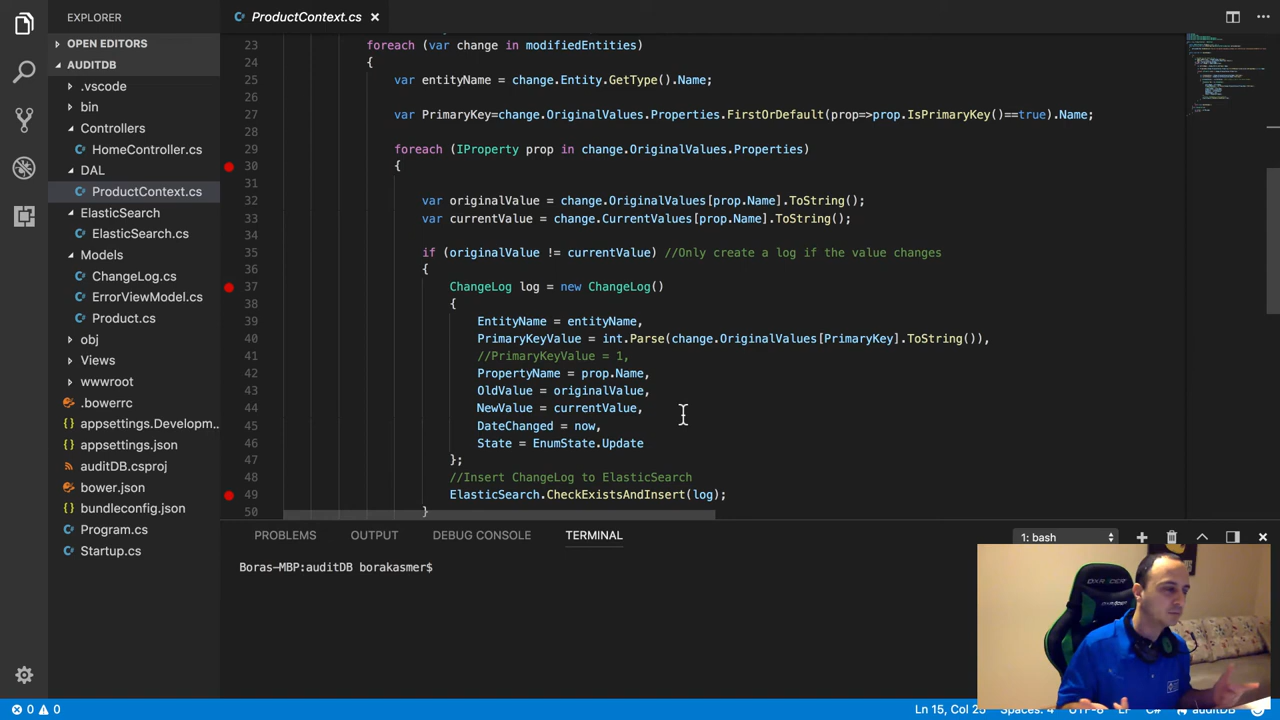 EXPLORER
OPEN EDITORS
AUDITDB
.vscode
bin
Controllers
HomeController.cs
DAL
ProductContext.cs
ElasticSearch
ElasticSearch.cs
Models
ChangeLog.cs
ErrorViewModel.cs
Product.cs
obj
Views
wwwroot
.bowerrc
appsettings.Developm...
appsettings.json
auditDB.csproj
bower.json
bundleconfig.json
Program.cs
Startup.cs
ProductContext.cs
23 foreach (var change in modifiedEntities)
24 {
25 var entityName = change.Entity.GetType().Name;
26
27 var PrimaryKey=change.OriginalValues.Properties.FirstOrDefault(prop=>prop.IsPrimaryKey()==true).Name;
28
29 foreach (IProperty prop in change.OriginalValues.Properties)
30 {
31
32 var originalValue = change.OriginalValues[prop.Name].ToString();
33 var currentValue = change.CurrentValues[prop.Name].ToString();
34
35 if (originalValue != currentValue) //Only create a log if the value changes
36 {
37 ChangeLog log = new ChangeLog()
38 {
39 EntityName = entityName,
40 PrimaryKeyValue = int.Parse(change.OriginalValues[PrimaryKey].ToString()),
41 //PrimaryKeyValue = 1,
42 PropertyName = prop.Name,
43 OldValue = originalValue,
44 NewValue = currentValue,
45 DateChanged = now,
46 State = EnumState.Update
47 };
48 //Insert ChangeLog to ElasticSearch
49 ElasticSearch.CheckExistsAndInsert(log);
50 }
PROBLEMS OUTPUT DEBUG CONSOLE TERMINAL 1: bash
Boras-MBP:auditDB borakasmer$
0 0 Ln 15, Col 25 Spaces: 4 UTF-8 LF C# auditDB